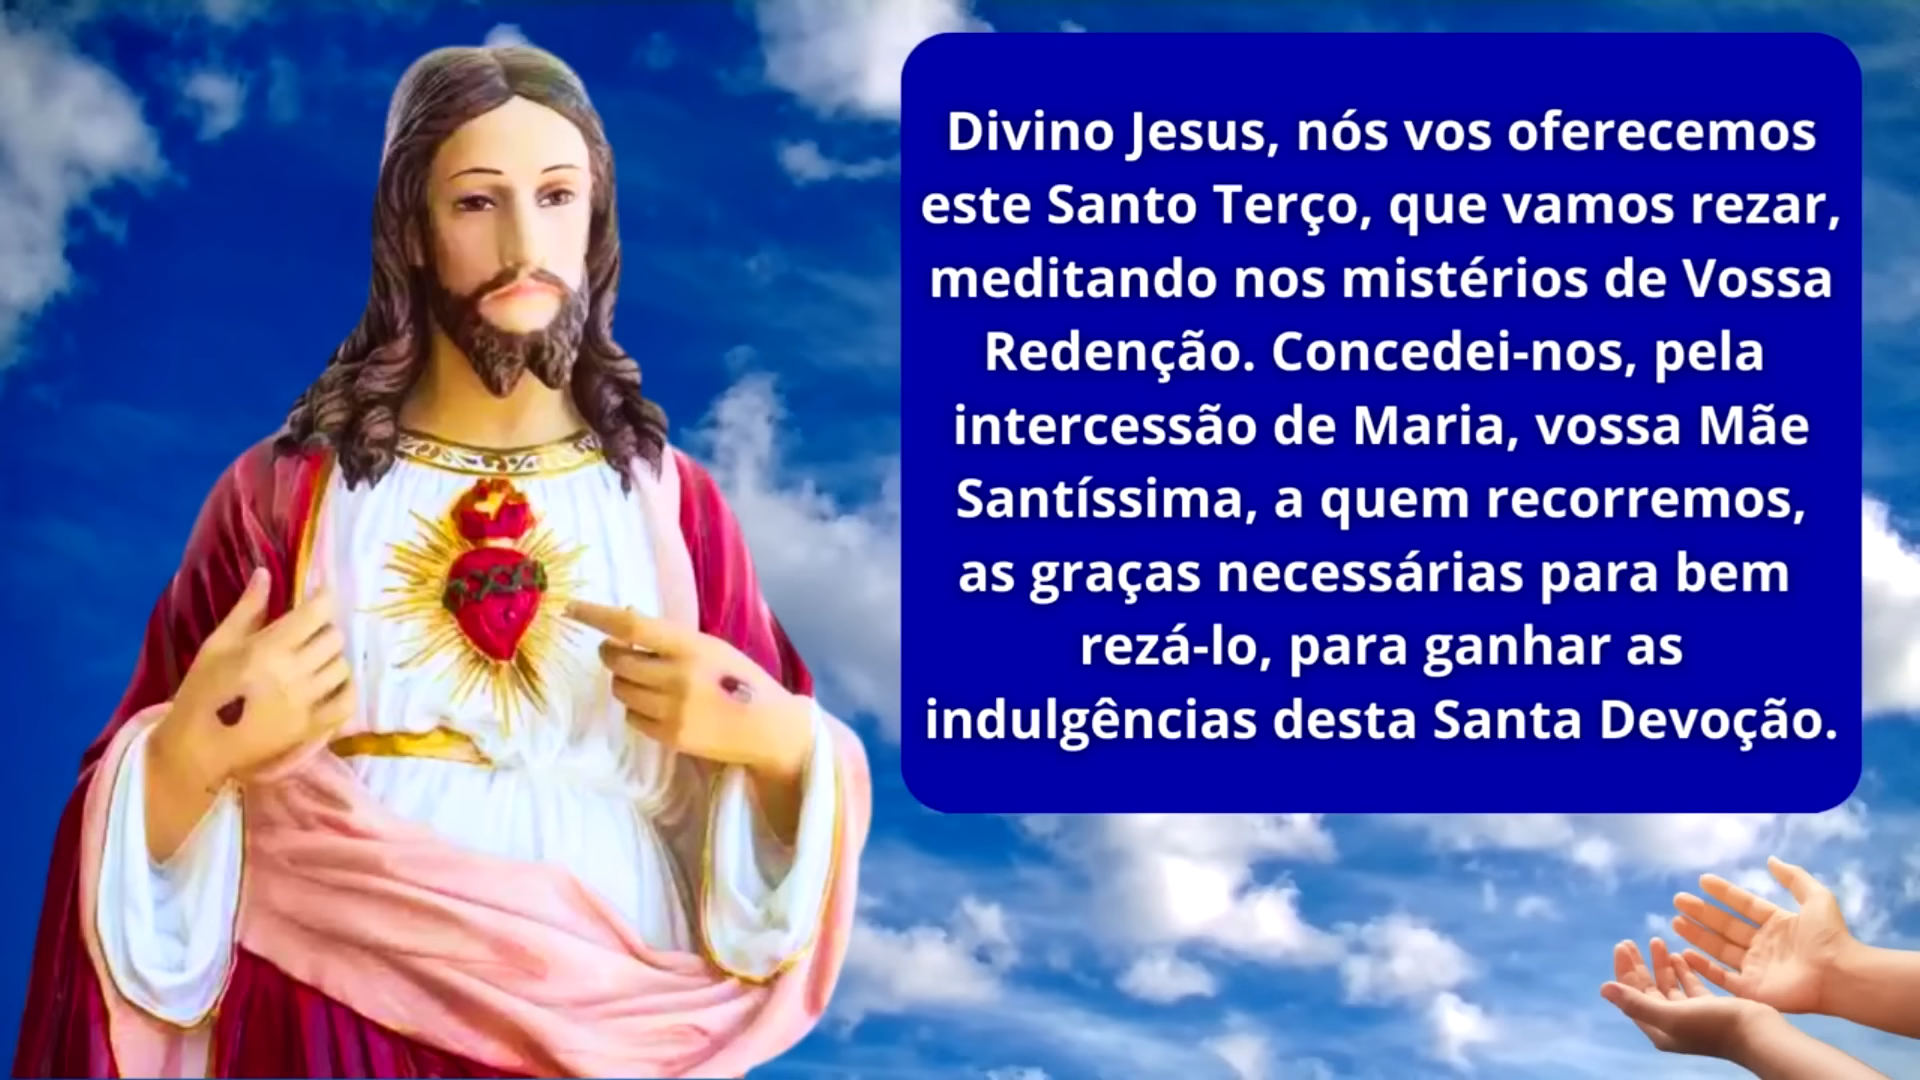 Divino Jesus, nós vos oferecemos
este Santo Terço, que vamos rezar,
meditando nos mistérios de Vossa
Redenção. Concedei-nos, pela
intercessão de Maria, vossa Mãe
Santíssima, a quem recorremos,
as graças necessárias para bem
rezá-lo, para ganhar as
indulgências desta Santa Devoção.